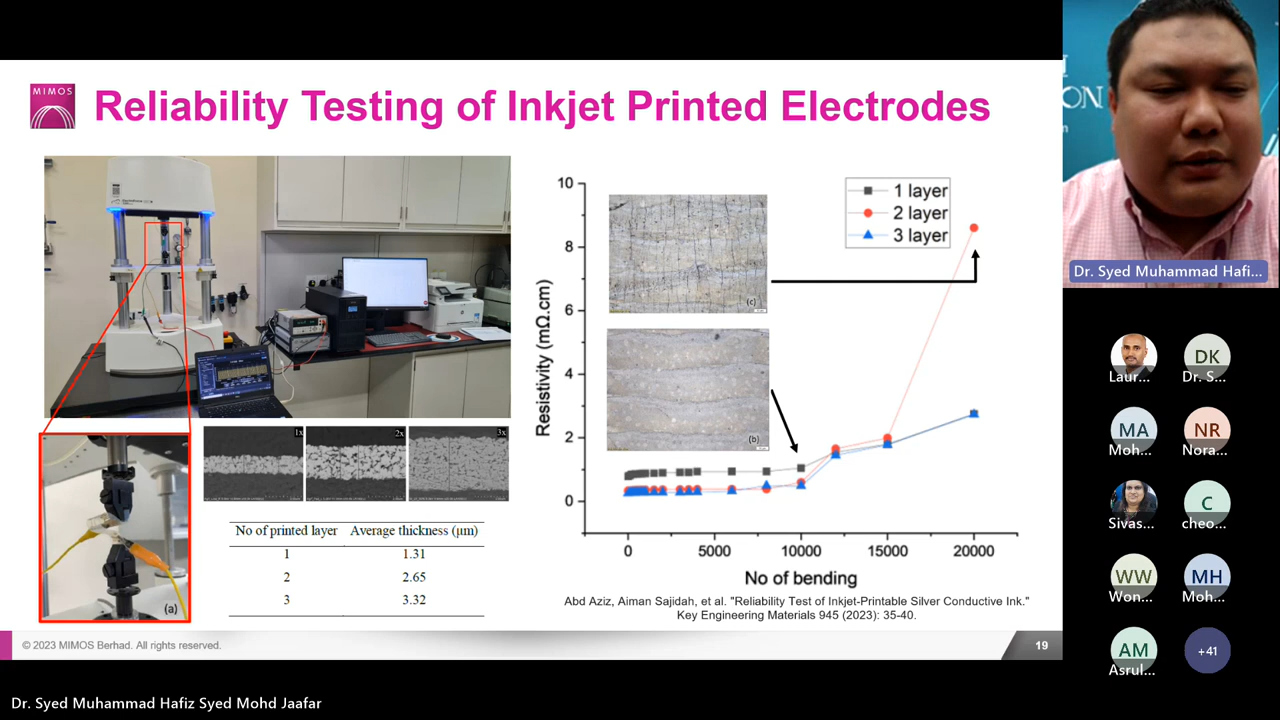 MIMOS
Reliability Testing of Inkjet Printed Electrodes
(a)
1x
2x
3x
No of printed layer Average thickness (μm)
1 1.31
2 2.65
3 3.32
Resistivity (mΩ.cm)
10
8
6
4
2
0
0 5000 10000 15000 20000
No of bending
1 layer
2 layer
3 layer
(c)
(b)
Abd Aziz, Aiman Sajidah, et al. "Reliability Test of Inkjet-Printable Silver Conductive Ink."
Key Engineering Materials 945 (2023): 35-40.
© 2023 MIMOS Berhad. All rights reserved.
19
ON
Dr. Syed Muhammad Hafi...
Laur...
DK
Dr. S...
MA
Moh...
NR
Nora...
Sivas...
C
cheo...
WW
Won...
MH
Moh...
AM
Asrul...
+41
Dr. Syed Muhammad Hafiz Syed Mohd Jaafar